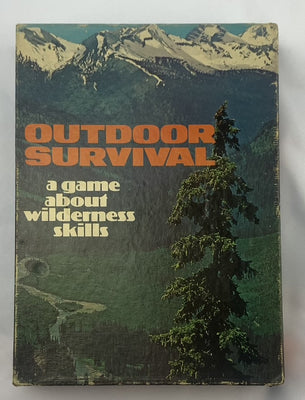 OUTDOOR
SURVIVAL
a game
about
wilderness
skills